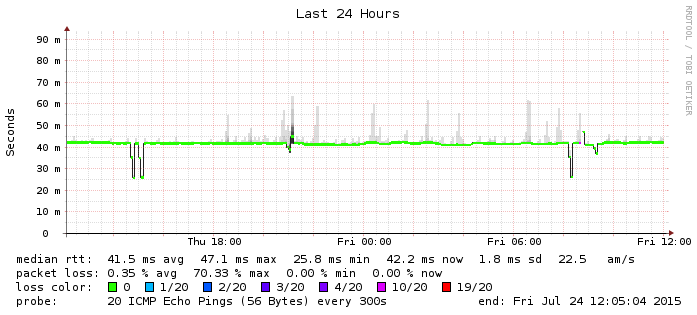 Last 24 Hours
RRDTOOL / TOBI OETIKER
Seconds
90 m
80 m
70 m
60 m
50 m
40 m
30 m
20 m
10 m
0
Thu 18:00 Fri 00:00 Fri 06:00 Fri 12:00
median rtt: 41.5 ms avg 47.1 ms max 25.8 ms min 42.2 ms now 1.8 ms sd 22.5 am/s
packet loss: 0.35 % avg 70.33 % max 0.00 % min 0.00 % now
loss color: 0 1/20 2/20 3/20 4/20 10/20 19/20
probe: 20 ICMP Echo Pings (56 Bytes) every 300s end: Fri Jul 24 12:05:04 2015